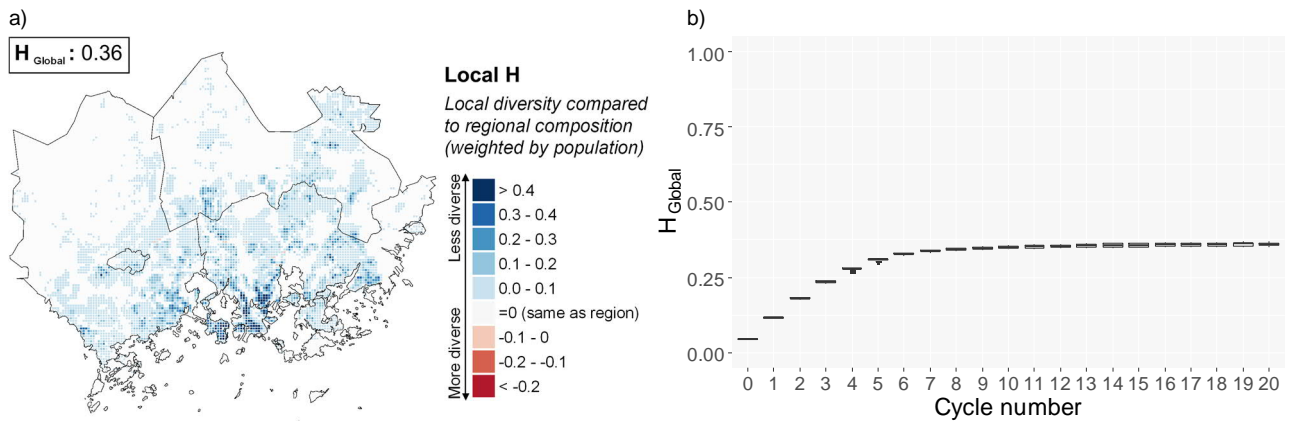 a)
H Global : 0.36
Local H
Local diversity compared
to regional composition
(weighted by population)
Less diverse
More diverse
> 0.4
0.3 - 0.4
0.2 - 0.3
0.1 - 0.2
0.0 - 0.1
=0 (same as region)
-0.1 - 0
-0.2 - -0.1
< -0.2
b)
H Global
1.00
0.75
0.50
0.25
0.00
0 1 2 3 4 5 6 7 8 9 10 11 12 13 14 15 16 17 18 19 20
Cycle number